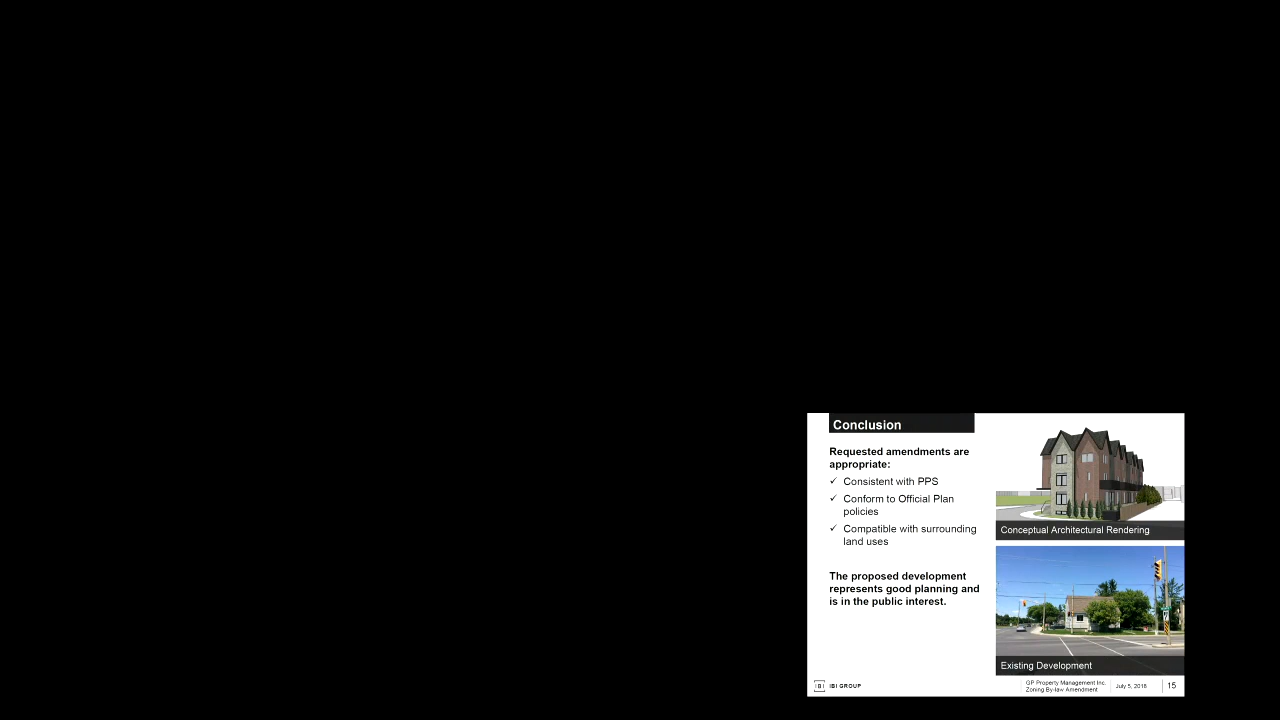 Conclusion
Requested amendments are
appropriate:
✓ Consistent with PPS
✓ Conform to Official Plan
policies
✓ Compatible with surrounding
land uses
The proposed development
represents good planning and
is in the public interest.
Conceptual Architectural Rendering
Existing Development
IBI IBI GROUP
GP Property Management Inc.
Zoning By-law Amendment
July 5, 2016
15